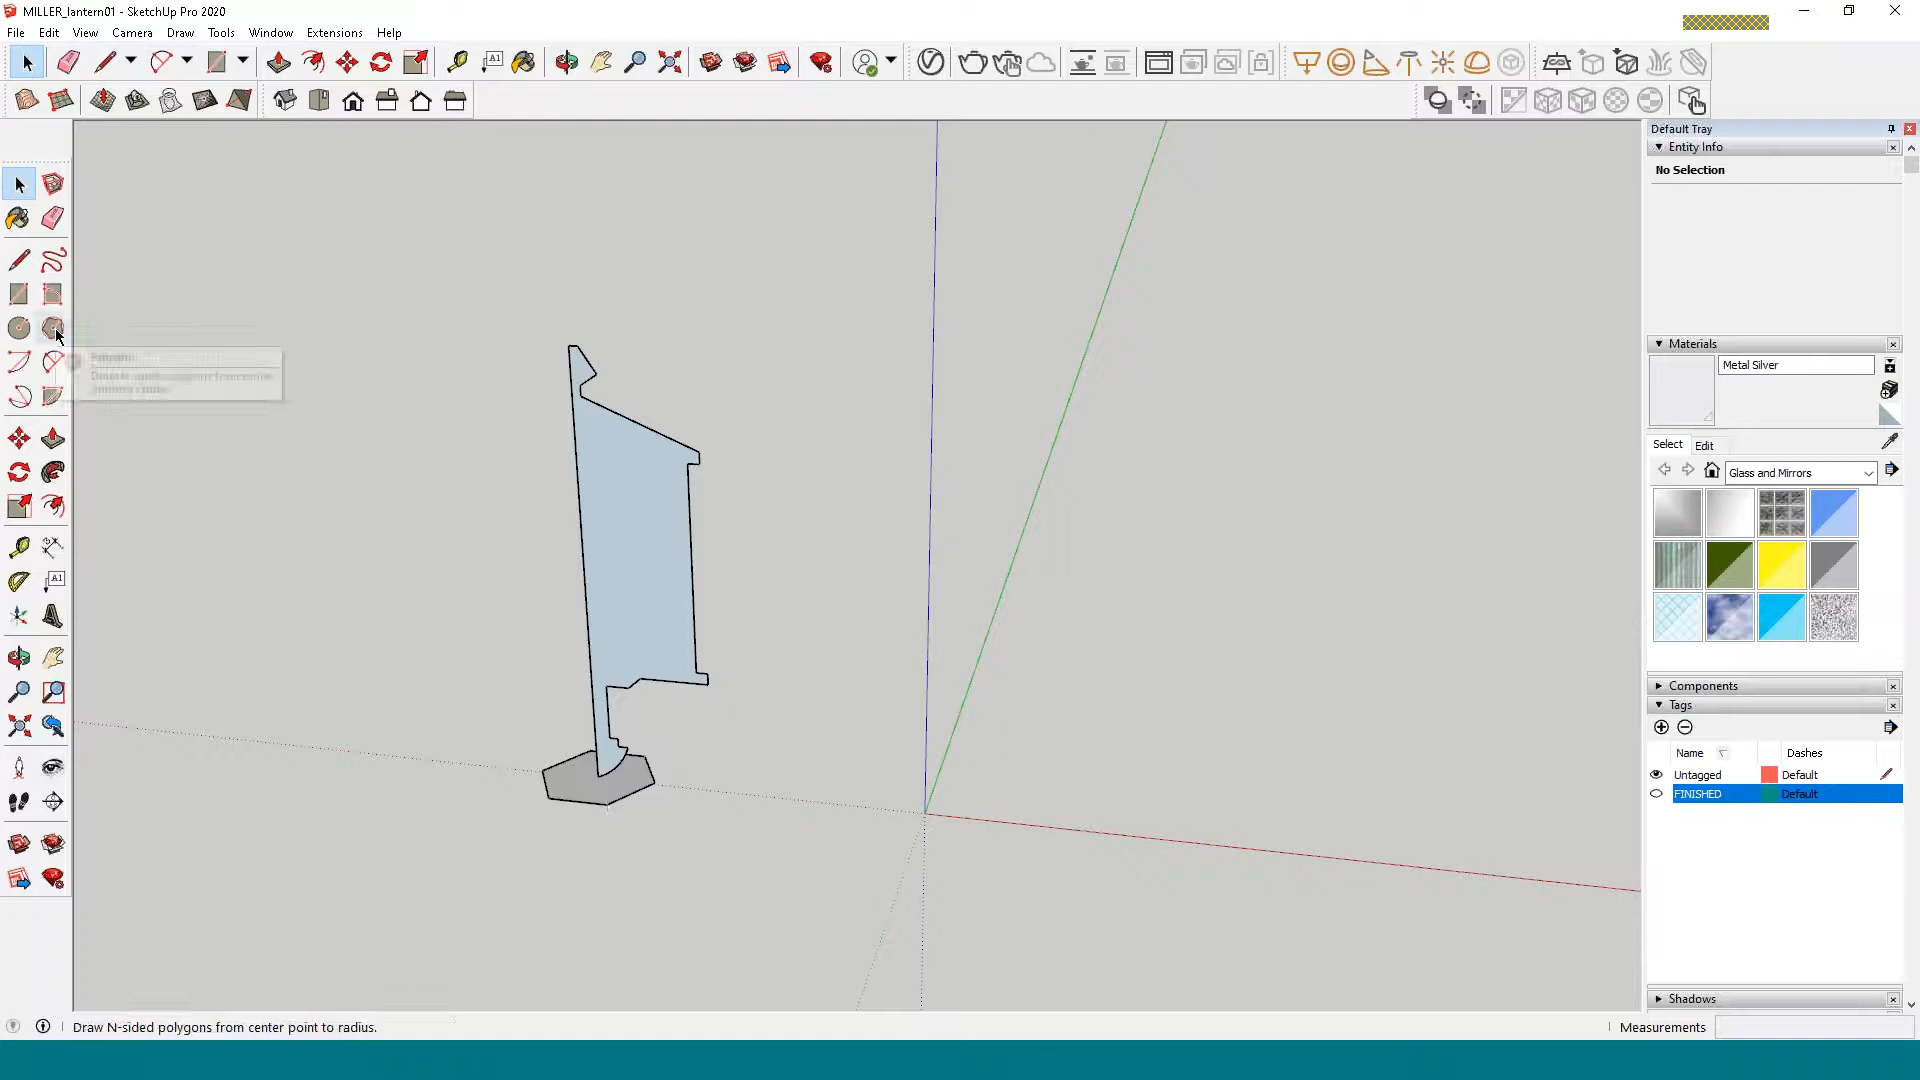 MILLER_lantern01 - SketchUp Pro 2020
File Edit View Camera Draw Tools Window Extensions Help
Default Tray
Entity Info
No Selection
Materials
Metal Silver
Select Edit
Glass and Mirrors
Components
Tags
Name Dashes
Untagged Default
FINISHED Default
Shadows
Draw N-sided polygons from center point to radius.
Measurements